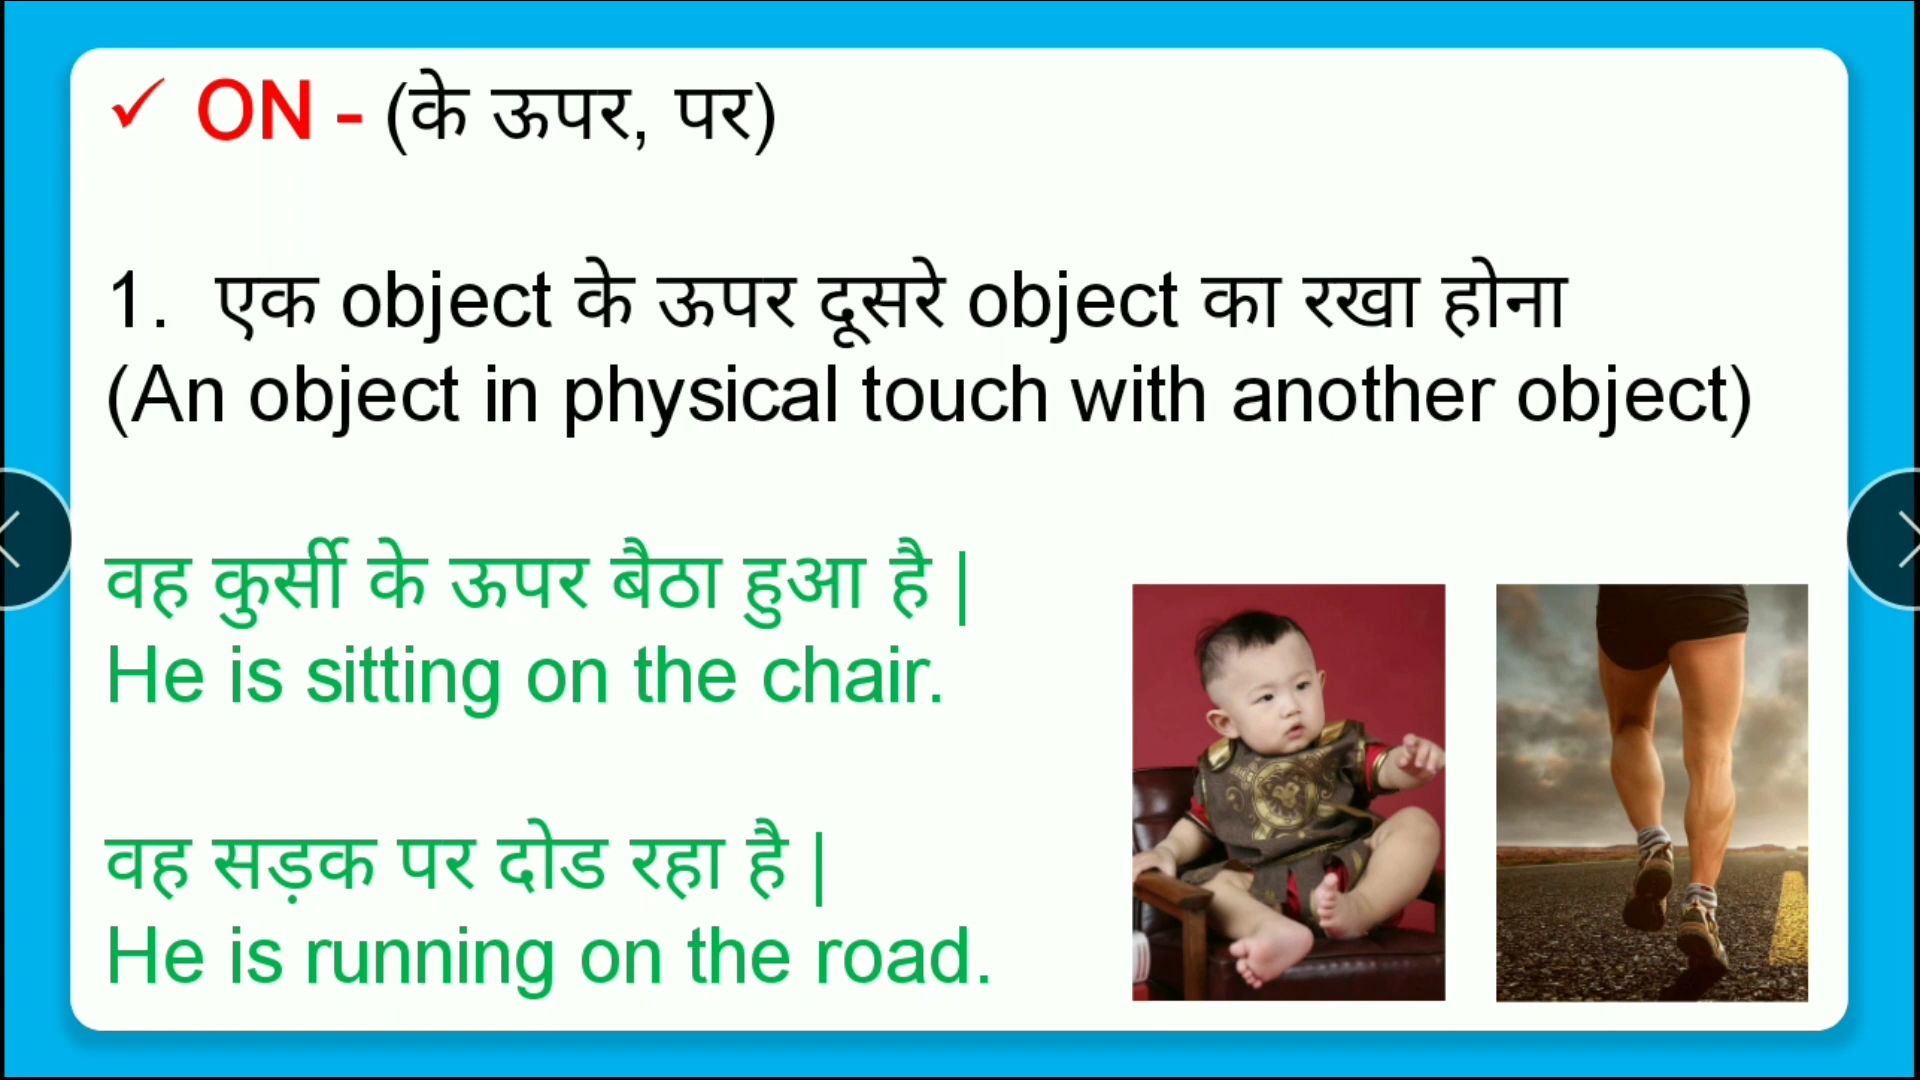 ✓ ON - (के ऊपर, पर)
1. एक object के ऊपर दूसरे object का रखा होना
(An object in physical touch with another object)
वह कुर्सी के ऊपर बैठा हुआ है |
He is sitting on the chair.
वह सड़क पर दोड रहा है |
He is running on the road.